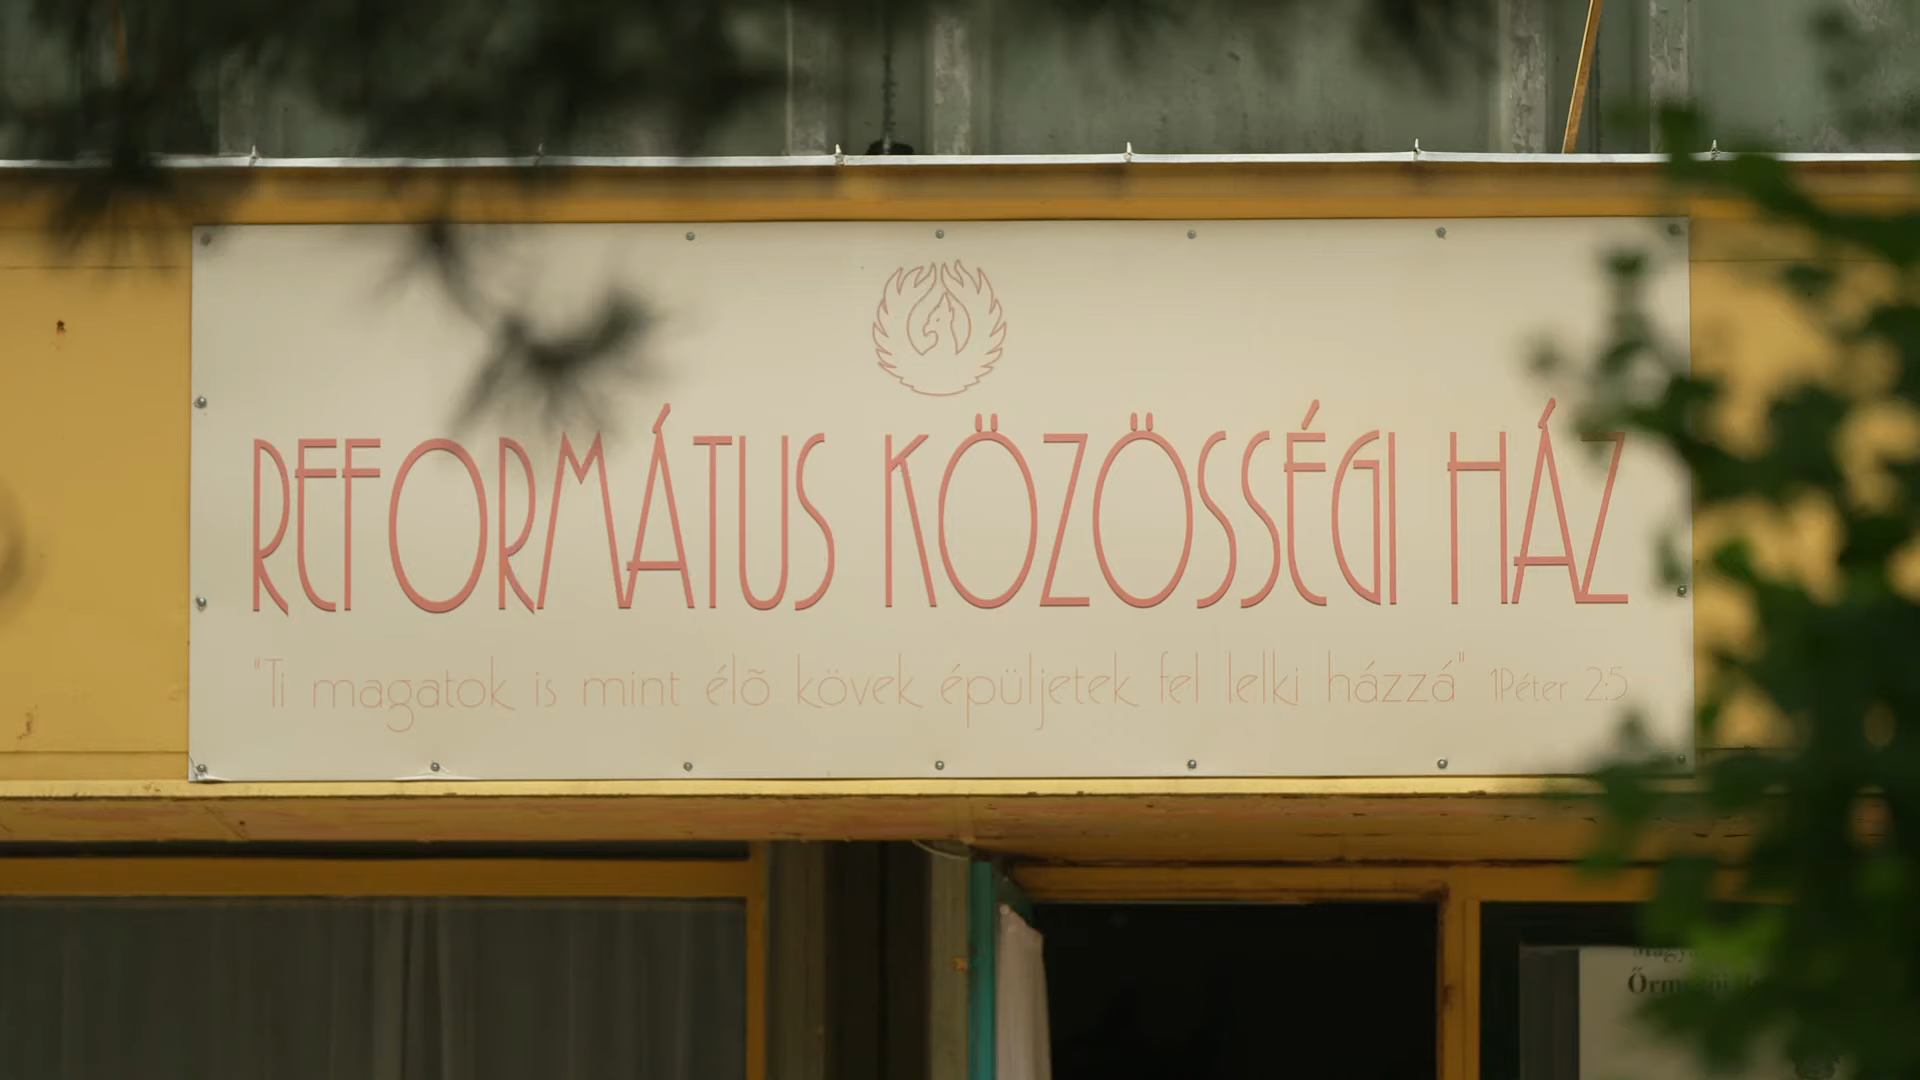 REFORMÁTUS KÖZÖSSÉGI HÁZ
"Ti magatok is mint élõ kövek épüljetek fel lelki házzá" 1Péter 2:5